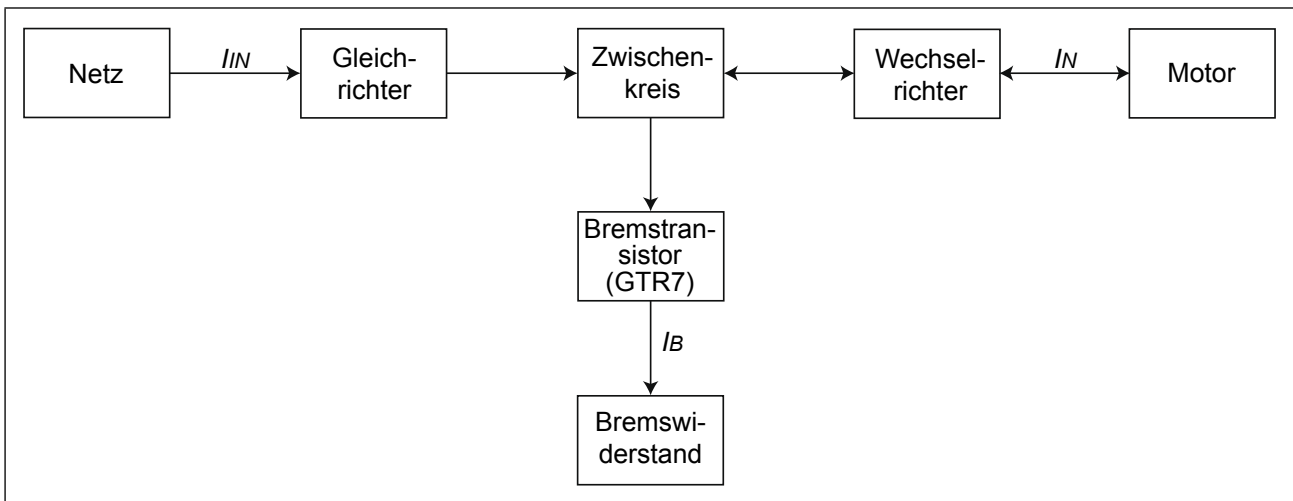 Netz
IIN
Gleich-
richter
Zwischen-
kreis
Wechsel-
richter
IN
Motor
Bremstran-
sistor
(GTR7)
IB
Bremswi-
derstand